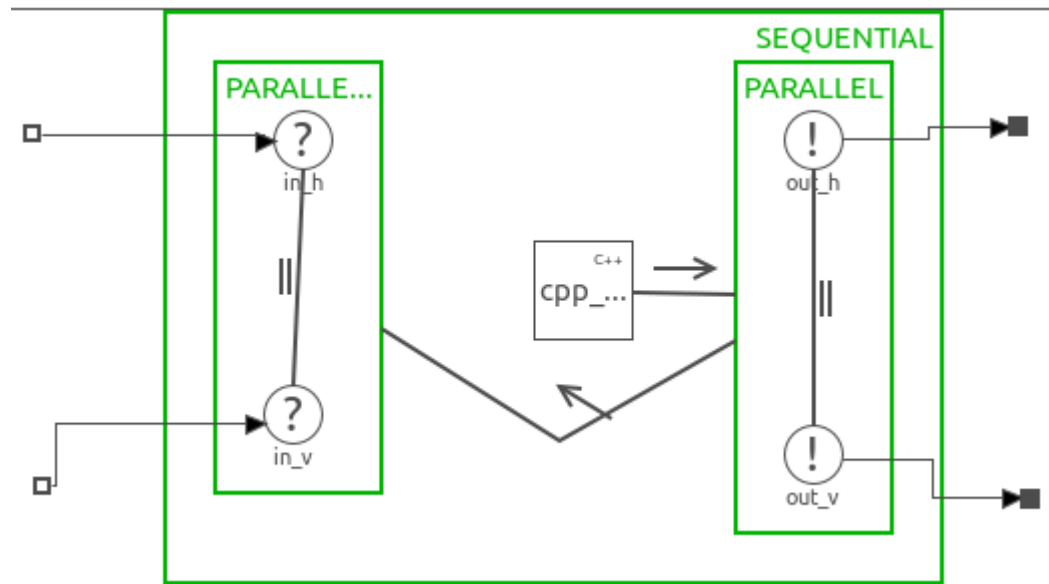 SEQUENTIAL
PARALLE...
PARALLEL
?
in_h
!
out_h
||
||
C++
cpp_...
?
in_v
!
out_v